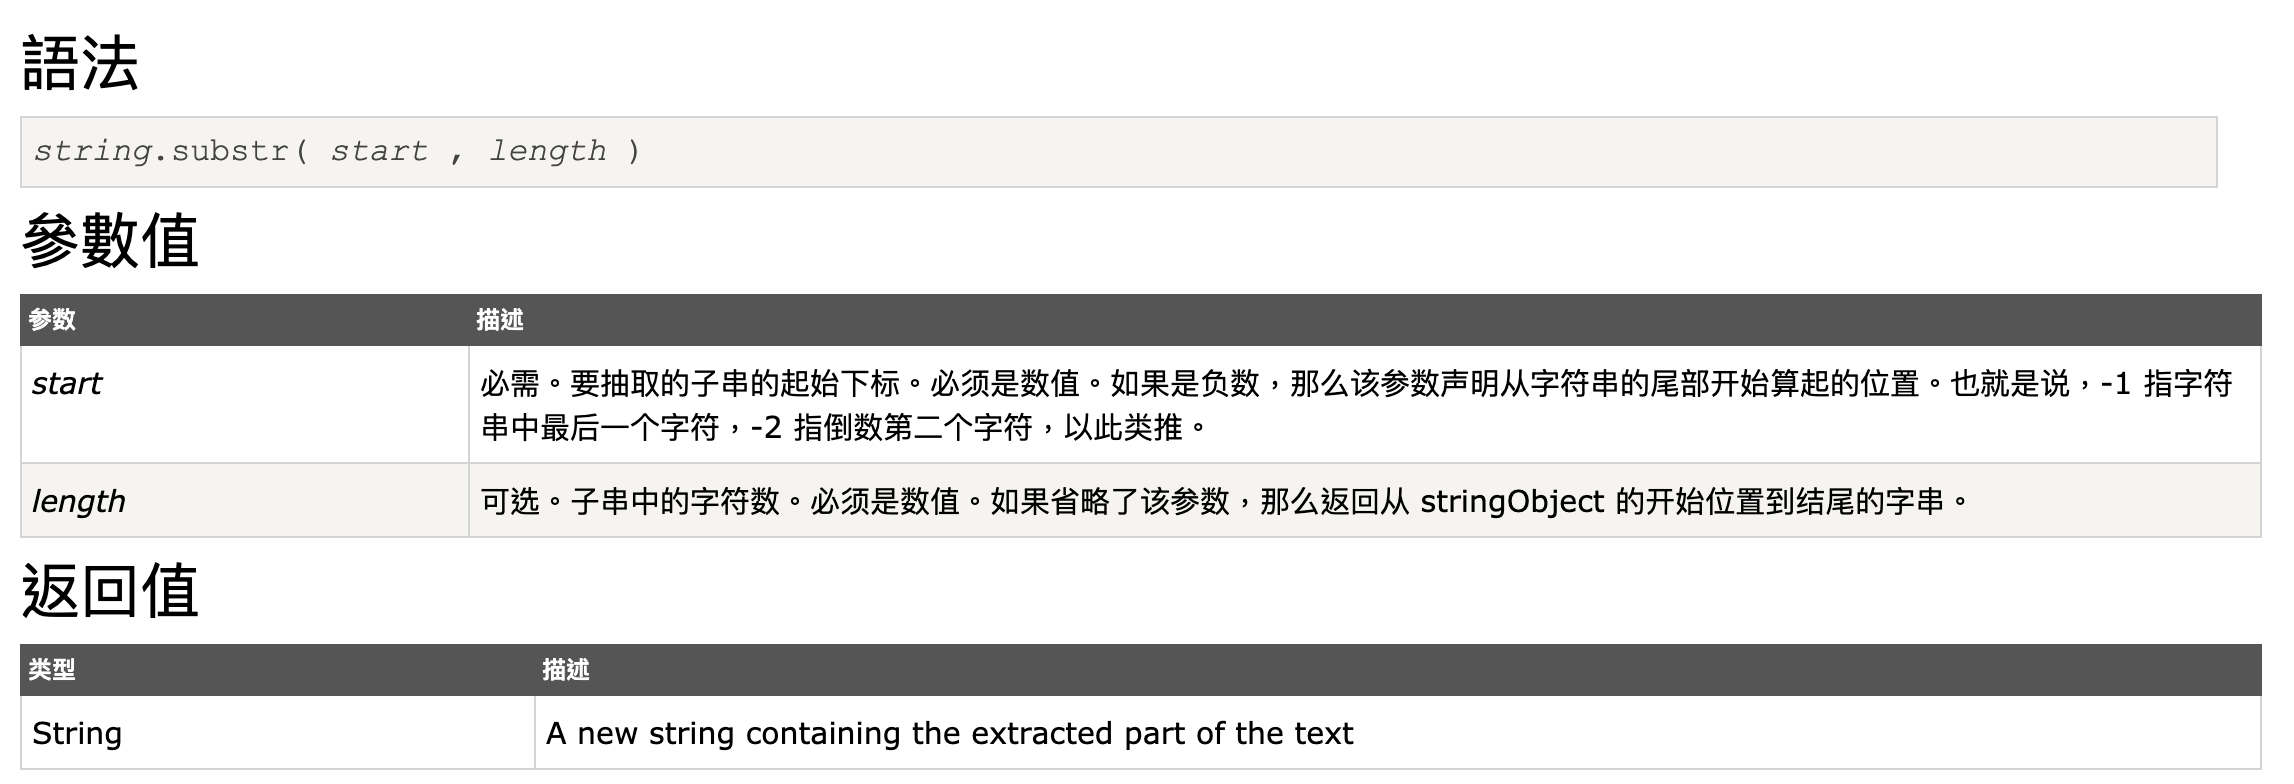 語法
string.substr( start , length )
參數值
参数 描述
start 必需。要抽取的子串的起始下标。必须是数值。如果是负数，那么该参数声明从字符串的尾部开始算起的位置。也就是说，-1 指字符
串中最后一个字符，-2 指倒数第二个字符，以此类推。
length 可选。子串中的字符数。必须是数值。如果省略了该参数，那么返回从 stringObject 的开始位置到结尾的字串。
返回值
类型 描述
String A new string containing the extracted part of the text